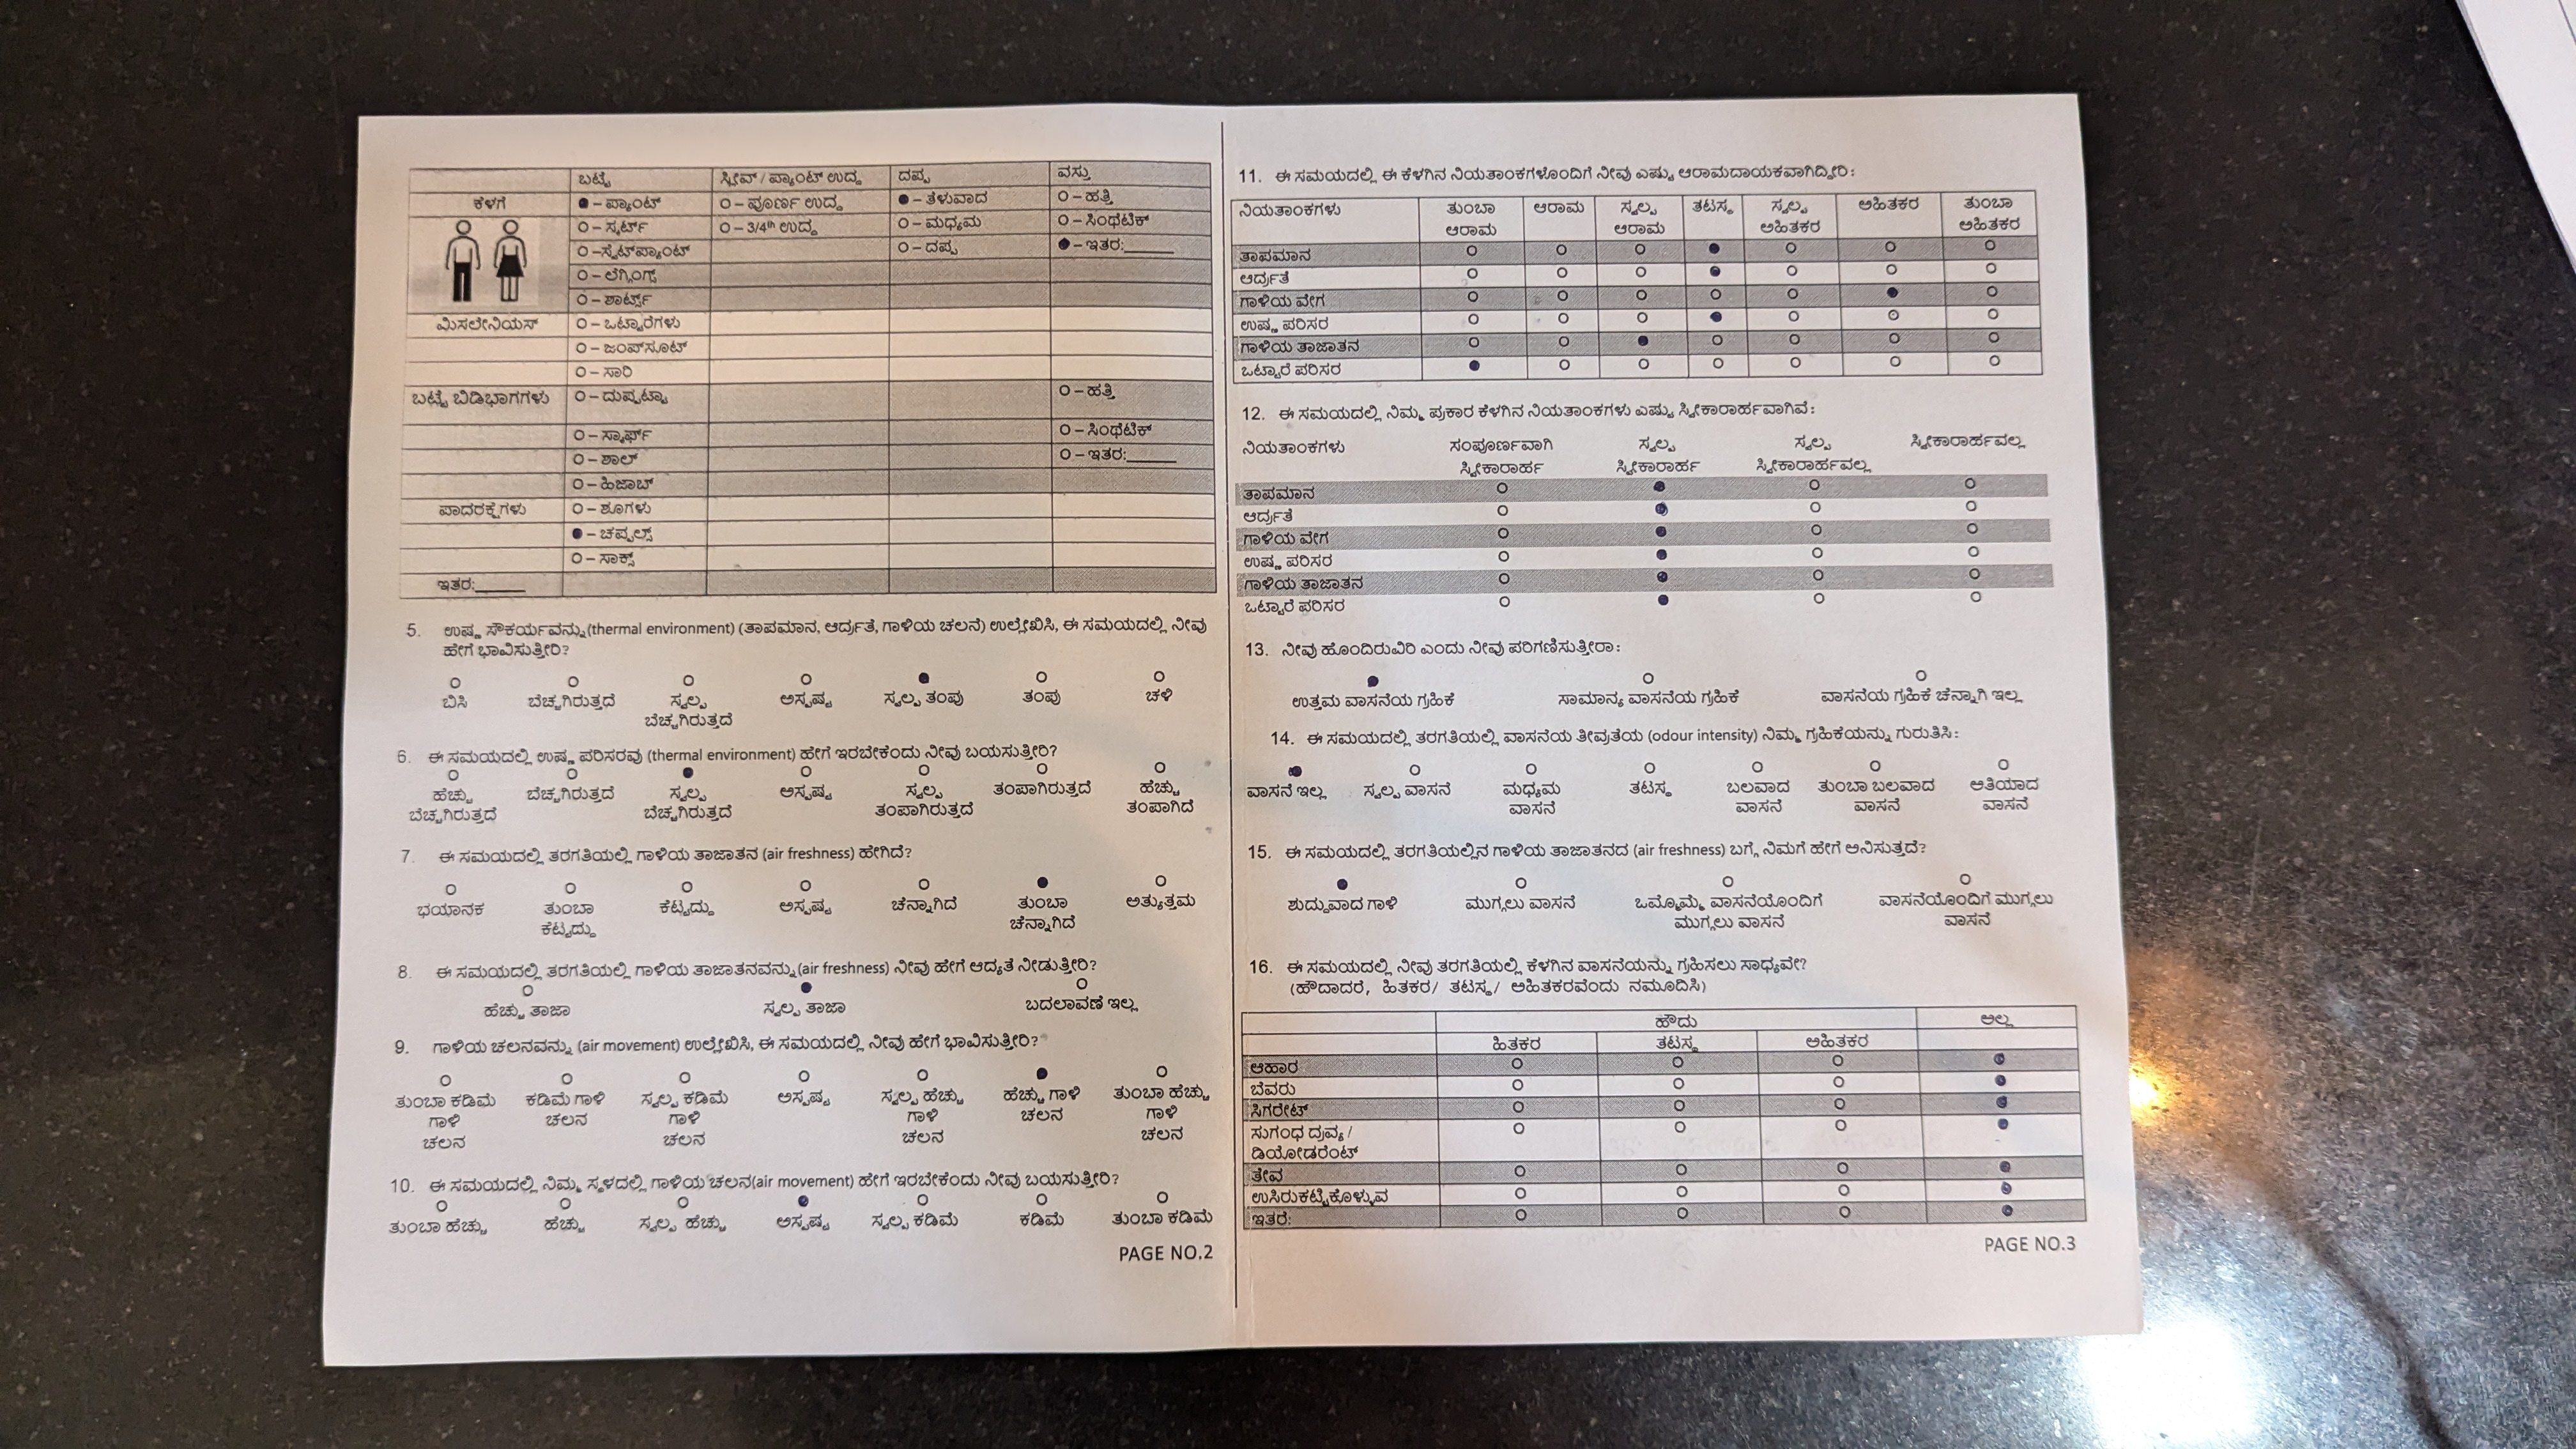 ಬಟ್ಟೆ ಸ್ಲೀವ್ / ಪ್ಯಾಂಟ್ ಉದ್ದ ದಪ್ಪ ವಸ್ತು
ಕೆಳಗೆ ●–ಪ್ಯಾಂಟ್ O–ಪೂರ್ಣ ಉದ್ದ ●–ತೆಳುವಾದ O–ಹತ್ತಿ
O–ಸ್ಕರ್ಟ್ O–3/4th ಉದ್ದ O–ಮಧ್ಯಮ O–ಸಿಂಥೆಟಿಕ್
O–ಸ್ವೆಟ್‌ಪ್ಯಾಂಟ್ O–ದಪ್ಪ ●–ಇತರ:______
O–ಲೆಗ್ಗಿಂಗ್ಸ್
O–ಶಾರ್ಟ್ಸ್
ಮಿಸಲೇನಿಯಸ್ O–ಒಟ್ಟಾರೆಗಳು
O–ಜಂಪ್‌ಸೂಟ್
O–ಸಾರಿ
ಬಟ್ಟೆ ಬಿಡಿಭಾಗಗಳು O–ದುಪ್ಪಟ್ಟಾ O–ಹತ್ತಿ
O–ಸ್ಕಾರ್ಫ್ O–ಸಿಂಥೆಟಿಕ್
O–ಶಾಲ್ O–ಇತರ:______
O–ಹಿಜಾಬ್
ಪಾದರಕ್ಷೆಗಳು O–ಶೂಗಳು
●–ಚಪ್ಪಲ್ಸ್
O–ಸಾಕ್ಸ್
ಇತರ:______
5. ಉಷ್ಣ ಸೌಕರ್ಯವನ್ನು(thermal environment) (ತಾಪಮಾನ, ಆರ್ದ್ರತೆ, ಗಾಳಿಯ ಚಲನೆ) ಉಲ್ಲೇಖಿಸಿ, ಈ ಸಮಯದಲ್ಲಿ ನೀವು
ಹೇಗೆ ಭಾವಿಸುತ್ತೀರಿ?
O O O O ● O O
ಬಿಸಿ ಬೆಚ್ಚಗಿರುತ್ತದೆ ಸ್ವಲ್ಪ ಅಸ್ಪಷ್ಟ ಸ್ವಲ್ಪ ತಂಪು ತಂಪು ಚಳಿ
ಬೆಚ್ಚಗಿರುತ್ತದೆ
6. ಈ ಸಮಯದಲ್ಲಿ ಉಷ್ಣ ಪರಿಸರವು (thermal environment) ಹೇಗೆ ಇರಬೇಕೆಂದು ನೀವು ಬಯಸುತ್ತೀರಿ?
O O ● O O O O
ಹೆಚ್ಚು ಬೆಚ್ಚಗಿರುತ್ತದೆ ಸ್ವಲ್ಪ ಅಸ್ಪಷ್ಟ ಸ್ವಲ್ಪ ತಂಪಾಗಿರುತ್ತದೆ ಹೆಚ್ಚು
ಬೆಚ್ಚಗಿರುತ್ತದೆ ಬೆಚ್ಚಗಿರುತ್ತದೆ ತಂಪಾಗಿರುತ್ತದೆ ತಂಪಾಗಿದೆ
7. ಈ ಸಮಯದಲ್ಲಿ ತರಗತಿಯಲ್ಲಿ ಗಾಳಿಯ ತಾಜಾತನ (air freshness) ಹೇಗಿದೆ?
O O O O O ● O
ಭಯಾನಕ ತುಂಬಾ ಕೆಟ್ಟದ್ದು ಅಸ್ಪಷ್ಟ ಚೆನ್ನಾಗಿದೆ ತುಂಬಾ ಅತ್ಯುತ್ತಮ
ಕೆಟ್ಟದ್ದು ಚೆನ್ನಾಗಿದೆ
8. ಈ ಸಮಯದಲ್ಲಿ ತರಗತಿಯಲ್ಲಿ ಗಾಳಿಯ ತಾಜಾತನವನ್ನು(air freshness) ನೀವು ಹೇಗೆ ಆದ್ಯತೆ ನೀಡುತ್ತೀರಿ?
O ● O
ಹೆಚ್ಚು ತಾಜಾ ಸ್ವಲ್ಪ ತಾಜಾ ಬದಲಾವಣೆ ಇಲ್ಲ
9. ಗಾಳಿಯ ಚಲನವನ್ನು (air movement) ಉಲ್ಲೇಖಿಸಿ, ಈ ಸಮಯದಲ್ಲಿ ನೀವು ಹೇಗೆ ಭಾವಿಸುತ್ತೀರಿ?
O O O O O ● O
ತುಂಬಾ ಕಡಿಮೆ ಕಡಿಮೆ ಗಾಳಿ ಸ್ವಲ್ಪ ಕಡಿಮೆ ಅಸ್ಪಷ್ಟ ಸ್ವಲ್ಪ ಹೆಚ್ಚು ಹೆಚ್ಚು ಗಾಳಿ ತುಂಬಾ ಹೆಚ್ಚು
ಗಾಳಿ ಚಲನ ಗಾಳಿ ಗಾಳಿ ಚಲನ ಗಾಳಿ
ಚಲನ ಚಲನ ಚಲನ ಚಲನ
10. ಈ ಸಮಯದಲ್ಲಿ ನಿಮ್ಮ ಸ್ಥಳದಲ್ಲಿ ಗಾಳಿಯ ಚಲನ(air movement) ಹೇಗೆ ಇರಬೇಕೆಂದು ನೀವು ಬಯಸುತ್ತೀರಿ?
O O O ● O O O
ತುಂಬಾ ಹೆಚ್ಚು ಹೆಚ್ಚು ಸ್ವಲ್ಪ ಹೆಚ್ಚು ಅಸ್ಪಷ್ಟ ಸ್ವಲ್ಪ ಕಡಿಮೆ ಕಡಿಮೆ ತುಂಬಾ ಕಡಿಮೆ
PAGE NO.2
11. ಈ ಸಮಯದಲ್ಲಿ ಈ ಕೆಳಗಿನ ನಿಯತಾಂಕಗಳೊಂದಿಗೆ ನೀವು ಎಷ್ಟು ಆರಾಮದಾಯಕವಾಗಿದ್ದೀರಿ:
ನಿಯತಾಂಕಗಳು ತುಂಬಾ ಆರಾಮ ಸ್ವಲ್ಪ ತಟಸ್ಥ ಸ್ವಲ್ಪ ಅಹಿತಕರ ತುಂಬಾ
ಆರಾಮ ಆರಾಮ ಅಹಿತಕರ ಅಹಿತಕರ
ತಾಪಮಾನ O O O ● O O O
ಆರ್ದ್ರತೆ O O O ● O O O
ಗಾಳಿಯ ವೇಗ O O O O O ● O
ಉಷ್ಣ ಪರಿಸರ O O O ● O O O
ಗಾಳಿಯ ತಾಜಾತನ O O ● O O O O
ಒಟ್ಟಾರೆ ಪರಿಸರ ● O O O O O O
12. ಈ ಸಮಯದಲ್ಲಿ ನಿಮ್ಮ ಪ್ರಕಾರ ಕೆಳಗಿನ ನಿಯತಾಂಕಗಳು ಎಷ್ಟು ಸ್ವೀಕಾರಾರ್ಹವಾಗಿವೆ:
ನಿಯತಾಂಕಗಳು ಸಂಪೂರ್ಣವಾಗಿ ಸ್ವಲ್ಪ ಸ್ವಲ್ಪ ಸ್ವೀಕಾರಾರ್ಹವಲ್ಲ
ಸ್ವೀಕಾರಾರ್ಹ ಸ್ವೀಕಾರಾರ್ಹ ಸ್ವೀಕಾರಾರ್ಹವಲ್ಲ
ತಾಪಮಾನ O ● O O
ಆರ್ದ್ರತೆ O ● O O
ಗಾಳಿಯ ವೇಗ O ● O O
ಉಷ್ಣ ಪರಿಸರ O ● O O
ಗಾಳಿಯ ತಾಜಾತನ O ● O O
ಒಟ್ಟಾರೆ ಪರಿಸರ O ● O O
13. ನೀವು ಹೊಂದಿರುವಿರಿ ಎಂದು ನೀವು ಪರಿಗಣಿಸುತ್ತೀರಾ:
● O O
ಉತ್ತಮ ವಾಸನೆಯ ಗ್ರಹಿಕೆ ಸಾಮಾನ್ಯ ವಾಸನೆಯ ಗ್ರಹಿಕೆ ವಾಸನೆಯ ಗ್ರಹಿಕೆ ಚೆನ್ನಾಗಿ ಇಲ್ಲ
14. ಈ ಸಮಯದಲ್ಲಿ ತರಗತಿಯಲ್ಲಿ ವಾಸನೆಯ ತೀವ್ರತೆಯ (odour intensity) ನಿಮ್ಮ ಗ್ರಹಿಕೆಯನ್ನು ಗುರುತಿಸಿ:
● O O O O O O
ವಾಸನೆ ಇಲ್ಲ ಸ್ವಲ್ಪ ವಾಸನೆ ಮಧ್ಯಮ ತಟಸ್ಥ ಬಲವಾದ ತುಂಬಾ ಬಲವಾದ ಅತಿಯಾದ
ವಾಸನೆ ವಾಸನೆ ವಾಸನೆ ವಾಸನೆ
15. ಈ ಸಮಯದಲ್ಲಿ ತರಗತಿಯಲ್ಲಿನ ಗಾಳಿಯ ತಾಜಾತನದ (air freshness) ಬಗ್ಗೆ ನಿಮಗೆ ಹೇಗೆ ಅನಿಸುತ್ತದೆ?
● O O O
ಶುದ್ದುವಾದ ಗಾಳಿ ಮುಗ್ಗಲು ವಾಸನೆ ಒಮ್ಮೊಮ್ಮೆ ವಾಸನೆಯೊಂದಿಗೆ ವಾಸನೆಯೊಂದಿಗೆ ಮುಗ್ಗಲು
ಮುಗ್ಗಲು ವಾಸನೆ ವಾಸನೆ
16. ಈ ಸಮಯದಲ್ಲಿ ನೀವು ತರಗತಿಯಲ್ಲಿ ಕೆಳಗಿನ ವಾಸನೆಯನ್ನು ಗ್ರಹಿಸಲು ಸಾಧ್ಯವೇ?
(ಹೌದಾದರೆ, ಹಿತಕರ/ ತಟಸ್ಥ/ ಅಹಿತಕರವೆಂದು ನಮೂದಿಸಿ)
ಹೌದು ಅಲ್ಲ
ಹಿತಕರ ತಟಸ್ಥ ಅಹಿತಕರ
ಆಹಾರ O O O ●
ಬೆವರು O O O ●
ಸಿಗರೇಟ್ O O O ●
ಸುಗಂಧ ದ್ರವ್ಯ / O O O ●
ಡಿಯೋಡರೆಂಟ್
ತೇವ O O O ●
ಉಸಿರುಕಟ್ಟಿಕೊಳ್ಳುವ O O O ●
ಇತರೆ: O O O ●
PAGE NO.3